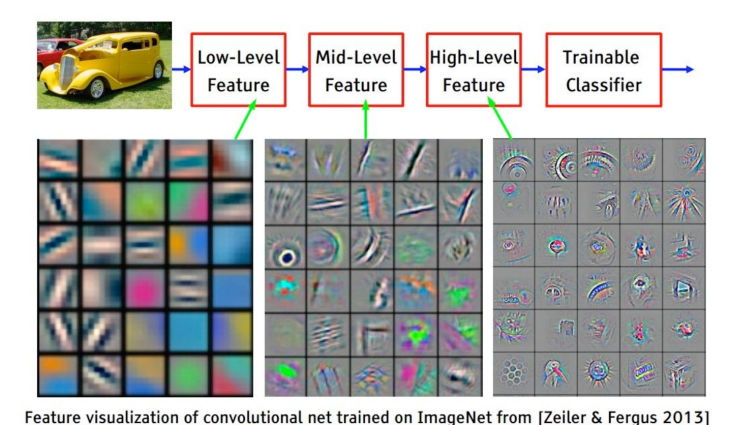 Low-Level
Feature
Mid-Level
Feature
High-Level
Feature
Trainable
Classifier
Feature visualization of convolutional net trained on ImageNet from [Zeiler & Fergus 2013]